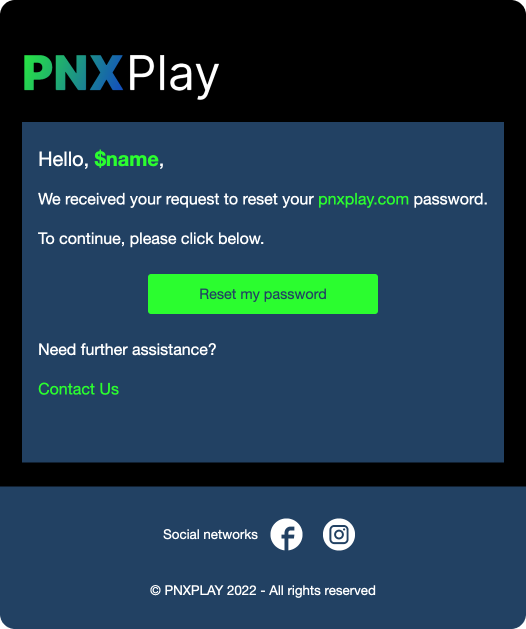 PNXPlay
Hello, $name,
We received your request to reset your pnxplay.com password.
To continue, please click below.
Reset my password
Need further assistance?
Contact Us
Social networks
© PNXPLAY 2022 - All rights reserved